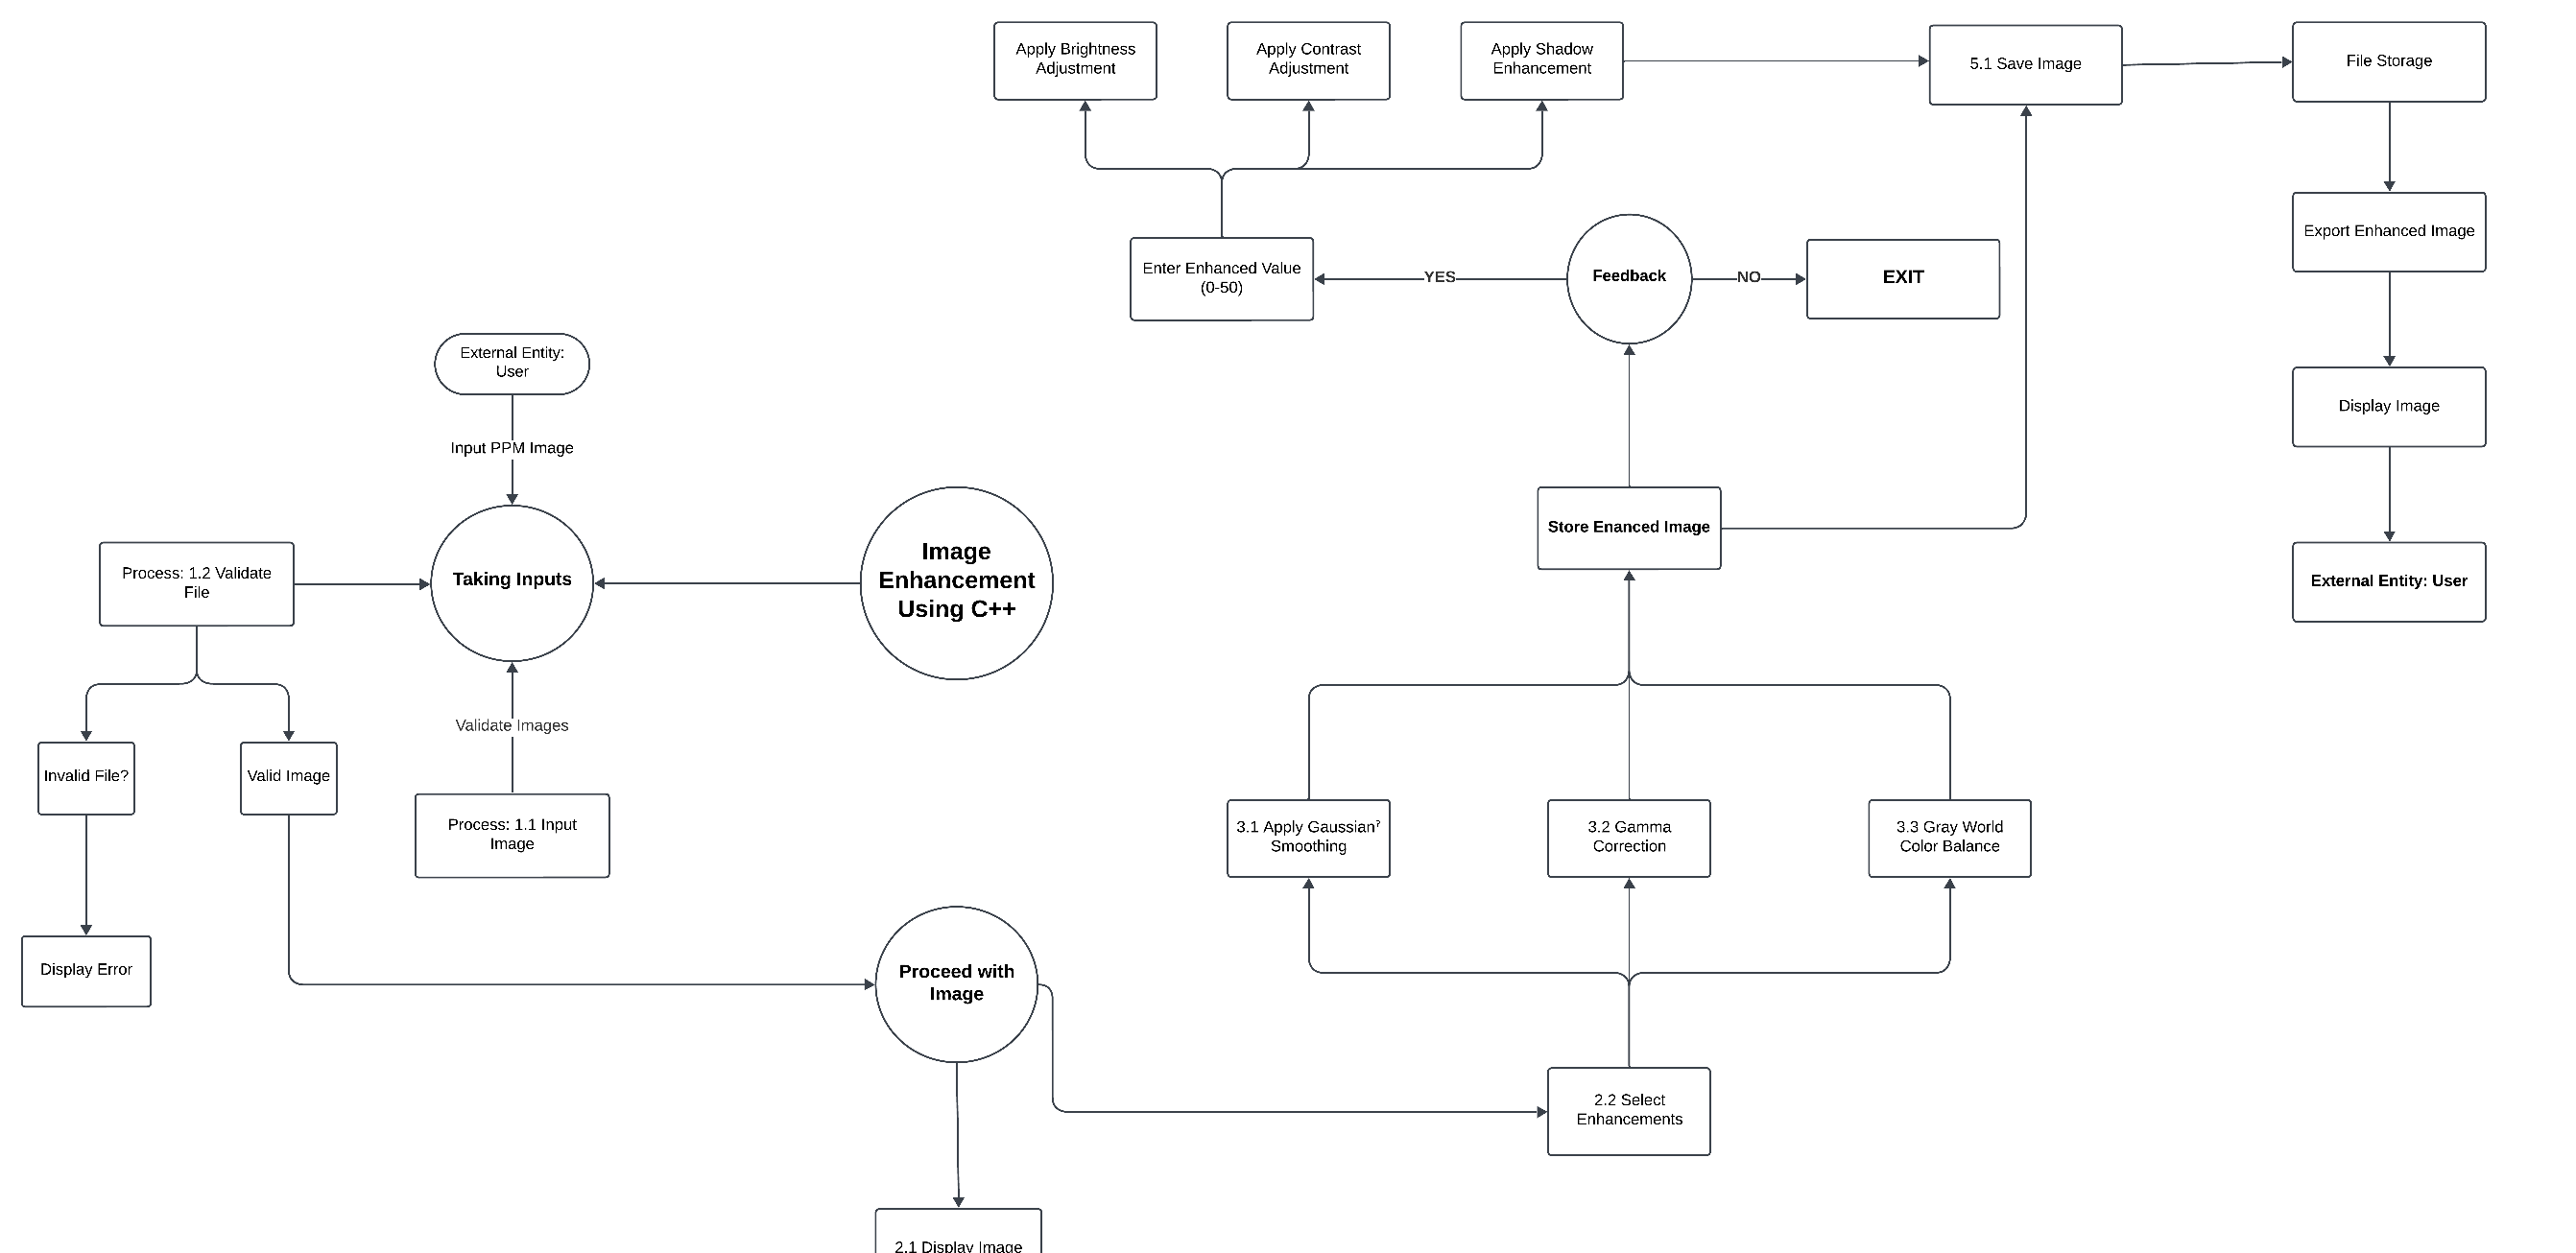 Apply Brightness
Adjustment
Apply Contrast
Adjustment
Apply Shadow
Enhancement
5.1 Save Image
File Storage
Export Enhanced Image
Enter Enhanced Value
(0-50)
YES
Feedback
NO
EXIT
External Entity:
User
Input PPM Image
Display Image
Image
Enhancement
Using C++
Taking Inputs
Process: 1.2 Validate
File
Store Enanced Image
External Entity: User
Validate Images
Invalid File?
Valid Image
Process: 1.1 Input
Image
3.1 Apply Gaussian?
Smoothing
3.2 Gamma
Correction
3.3 Gray World
Color Balance
Display Error
Proceed with
Image
2.2 Select
Enhancements
2.1 Display Image